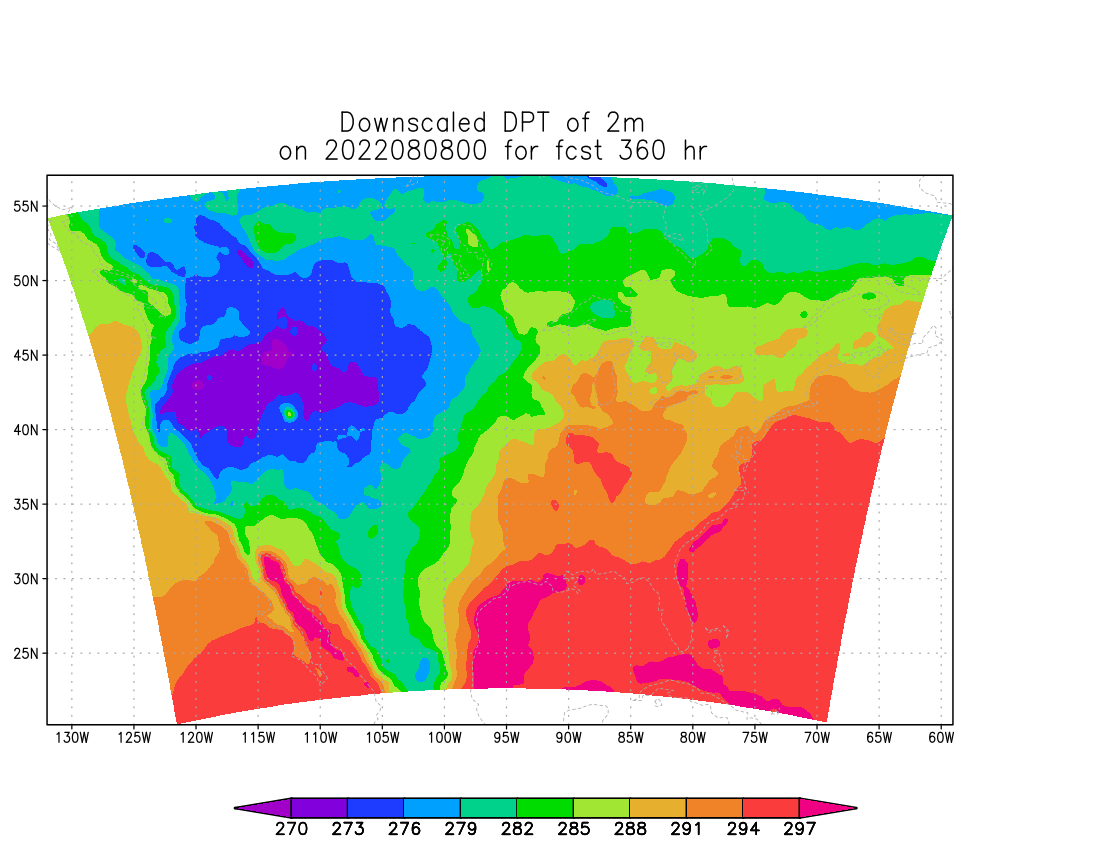 Downscaled DPT of 2m
on 2022080800 for fcst 360 hr
55N
50N
45N
40N
35N
30N
25N
130W 125W 120W 115W 110W 105W 100W 95W 90W 85W 80W 75W 70W 65W 60W
270 273 276 279 282 285 288 291 294 297